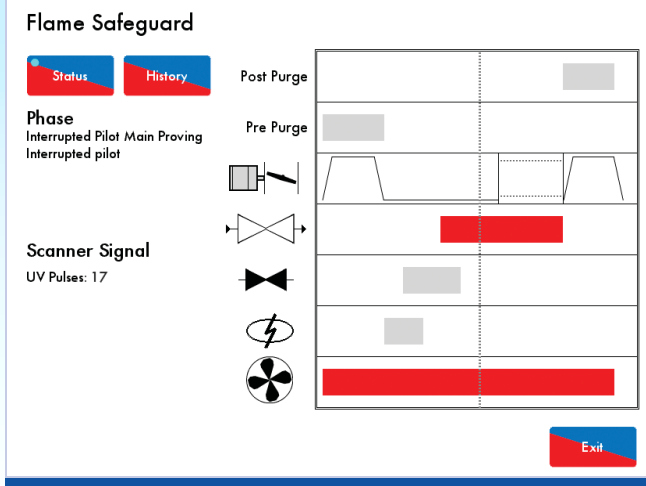 Flame Safeguard
Status
History
Post Purge
Phase
Pre Purge
Interrupted Pilot Main Proving
Interrupted pilot
Scanner Signal
UV Pulses: 17
Exit